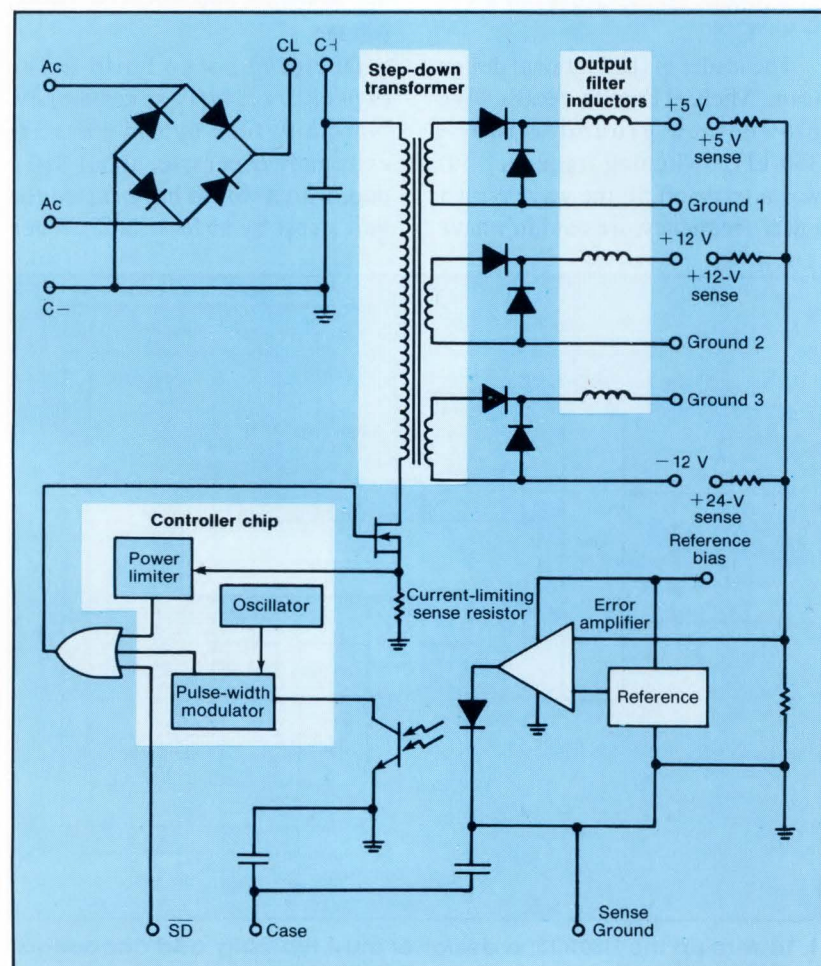 Ac
CL
C+
Step-down
transformer
Output
filter
inductors
+5 V
+5 V
sense
Ac
Ground 1
+12 V
+12-V
sense
C−
Ground 2
Ground 3
−12 V
+24-V
sense
Reference
bias
Controller chip
Power
limiter
Oscillator
Current-limiting
sense resistor
Error
amplifier
Pulse-width
modulator
Reference
SD
Case
Sense
Ground